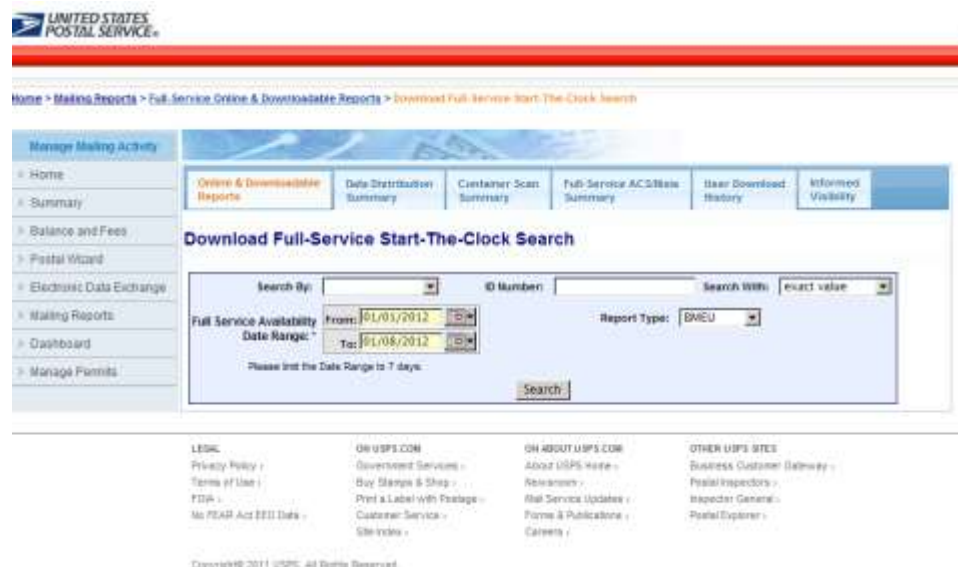 UNITED STATES
POSTAL SERVICE®
Home > Mailing Reports > Full-Service Online & Downloadable Reports > Download Full-Service Start-The-Clock Search
Manage Mailing Activity
Home
Summary
Balance and Fees
Postal Wizard
Electronic Data Exchange
Mailing Reports
Dashboard
Manage Permits
Online & Downloadable Reports
Data Distribution Summary
Container Scan Summary
Full-Service ACS/Nixie Summary
User Download History
Informed Visibility
Download Full-Service Start-The-Clock Search
Search By:
ID Number:
Search With: exact value
Full Service Availability Date Range: *
From: 01/01/2012
To: 01/08/2012
Report Type: BMEU
Please limit the Date Range to 7 days.
Search
LEGAL
Privacy Policy ›
Terms of Use ›
FOIA ›
No FEAR Act EEO Data ›
ON USPS.COM
Government Services ›
Buy Stamps & Shop ›
Print a Label with Postage ›
Customer Service ›
Site Index ›
ON ABOUT.USPS.COM
About USPS Home ›
Newsroom ›
Mail Service Updates ›
Forms & Publications ›
Careers ›
OTHER USPS SITES
Business Customer Gateway ›
Postal Inspectors ›
Inspector General ›
Postal Explorer ›
Copyright© 2011 USPS. All Rights Reserved.